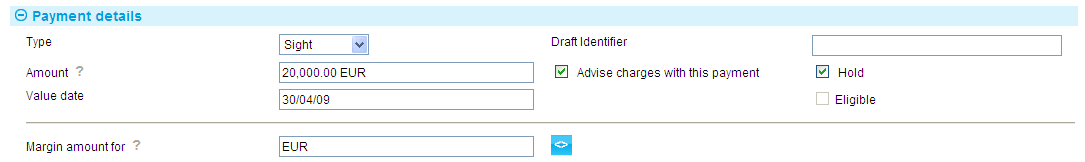 Payment details
Type Sight Draft Identifier
Amount ? 20,000.00 EUR Advise charges with this payment Hold
Value date 30/04/09 Eligible
Margin amount for ? EUR <>